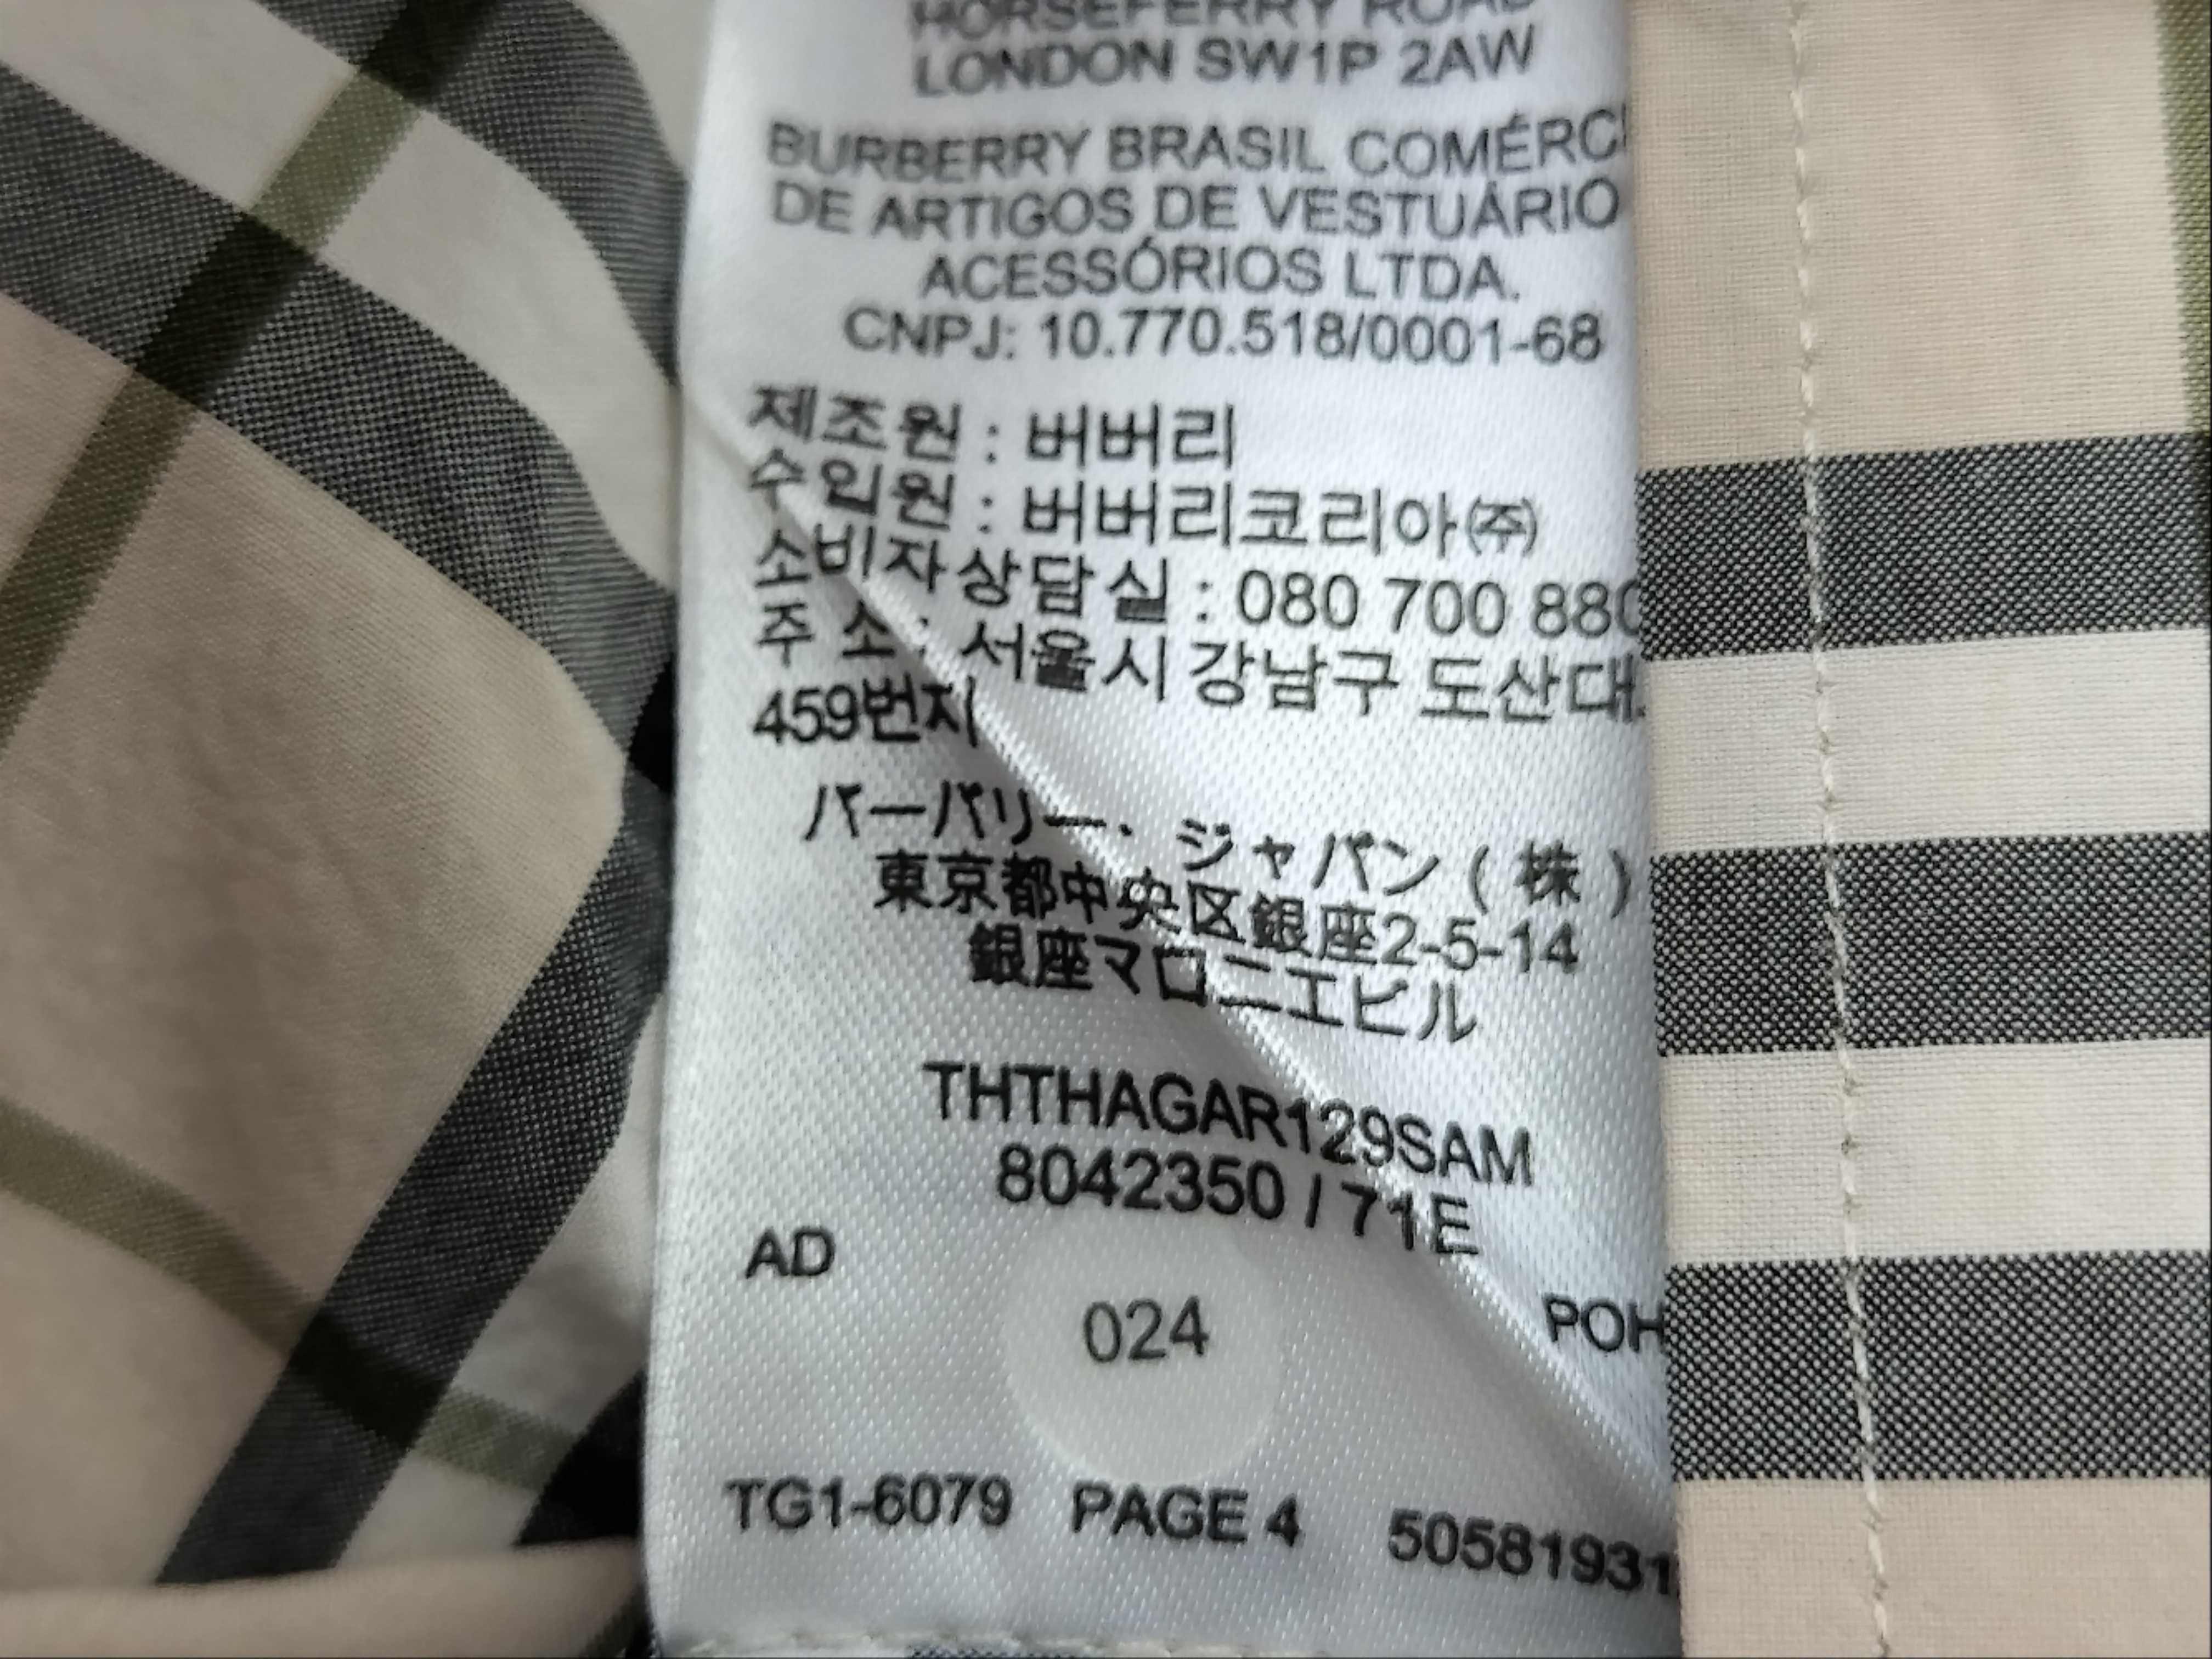 HORSEFERRY ROAD
LONDON SW1P 2AW
BURBERRY BRASIL COMÉRCI
DE ARTIGOS DE VESTUÁRIO
ACESSÓRIOS LTDA.
CNPJ: 10.770.518/0001-68
제조원 : 버버리
수입원 : 버버리코리아㈜
소비자상담실 : 080 700 880
주 소 : 서울시 강남구 도산대
459번지
バーバリー・ジャパン(株)
東京都中央区銀座2-5-14
銀座マロニエビル
THTHAGAR129SAM
8042350 / 71E
AD
024
POH
TG1-6079 PAGE 4 50581931